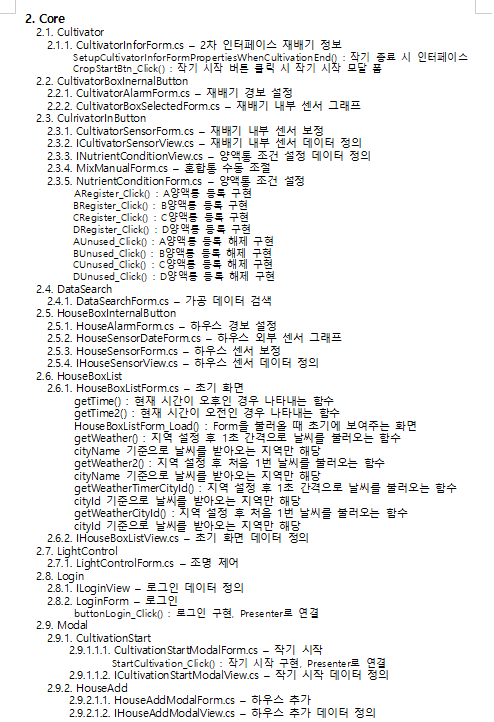 2. Core
2.1. Cultivator
2.1.1. CultivatorInforForm.cs – 2차 인터페이스 재배기 정보
SetupCultivatorInforFormPropertiesWhenCultivationEnd() : 작기 종료 시 인터페이스
CropStartBtn_Click() : 작기 시작 버튼 클릭 시 작기 시작 모달 폼
2.2. CultivatorBoxInernalButton
2.2.1. CultivatorAlarmForm.cs – 재배기 경보 설정
2.2.2. CultivatorBoxSelectedForm.cs – 재배기 내부 센서 그래프
2.3. CulrivatorInButton
2.3.1. CultivatorSensorForm.cs – 재배기 내부 센서 보정
2.3.2. ICultivatorSensorView.cs – 재배기 내부 센서 데이터 정의
2.3.3. INutrientConditionView.cs – 양액통 조건 설정 데이터 정의
2.3.4. MixManualForm.cs – 혼합통 수동 조절
2.3.5. NutrientConditionForm.cs – 양액통 조건 설정
ARegister_Click() : A양액통 등록 구현
BRegister_Click() : B양액통 등록 구현
CRegister_Click() : C양액통 등록 구현
DRegister_Click() : D양액통 등록 구현
AUnused_Click() : A양액통 등록 해제 구현
BUnused_Click() : B양액통 등록 해제 구현
CUnused_Click() : C양액통 등록 해제 구현
DUnused_Click() : D양액통 등록 해제 구현
2.4. DataSearch
2.4.1. DataSearchForm.cs – 가공 데이터 검색
2.5. HouseBoxInternalButton
2.5.1. HouseAlarmForm.cs – 하우스 경보 설정
2.5.2. HouseSensorDateForm.cs – 하우스 외부 센서 그래프
2.5.3. HouseSensorForm.cs – 하우스 센서 보정
2.5.4. IHouseSensorView.cs – 하우스 센서 데이터 정의
2.6. HouseBoxList
2.6.1. HouseBoxListForm.cs – 초기 화면
getTime() : 현재 시간이 오후인 경우 나타내는 함수
getTime2() : 현재 시간이 오전인 경우 나타내는 함수
HouseBoxListForm_Load() : Form을 불러올 때 초기에 보여주는 화면
getWeather() : 지역 설정 후 1초 간격으로 날씨를 불러오는 함수
cityName 기준으로 날씨를 받아오는 지역만 해당
getWeather2() : 지역 설정 후 처음 1번 날씨를 불러오는 함수
cityName 기준으로 날씨를 받아오는 지역만 해당
getWeatherTimerCityId() : 지역 설정 후 1초 간격으로 날씨를 불러오는 함수
cityId 기준으로 날씨를 받아오는 지역만 해당
getWeatherCityId() : 지역 설정 후 처음 1번 날씨를 불러오는 함수
cityId 기준으로 날씨를 받아오는 지역만 해당
2.6.2. IHouseBoxListView.cs – 초기 화면 데이터 정의
2.7. LightControl
2.7.1. LightControlForm.cs – 조명 제어
2.8. Login
2.8.1. ILoginView – 로그인 데이터 정의
2.8.2. LoginForm – 로그인
buttonLogin_Click() : 로그인 구현, Presenter로 연결
2.9. Modal
2.9.1. CultivationStart
2.9.1.1.1. CultivationStartModalForm.cs – 작기 시작
StartCultivation_Click() : 작기 시작 구현, Presenter로 연결
2.9.1.1.2. ICultivationStartModalView.cs – 작기 시작 데이터 정의
2.9.2. HouseAdd
2.9.2.1.1. HouseAddModalForm.cs – 하우스 추가
2.9.2.1.2. IHouseAddModalView.cs – 하우스 추가 데이터 정의